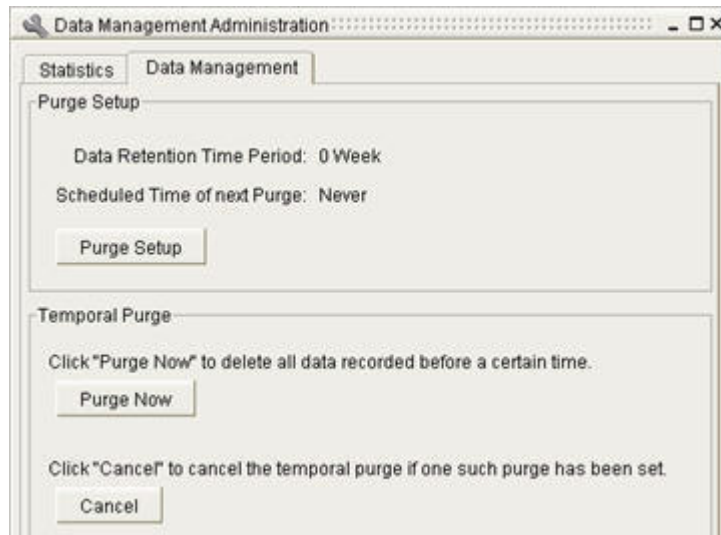 Data Management Administration
Statistics
Data Management
Purge Setup
Data Retention Time Period: 0 Week
Scheduled Time of next Purge: Never
Purge Setup
Temporal Purge
Click "Purge Now" to delete all data recorded before a certain time.
Purge Now
Click "Cancel" to cancel the temporal purge if one such purge has been set.
Cancel